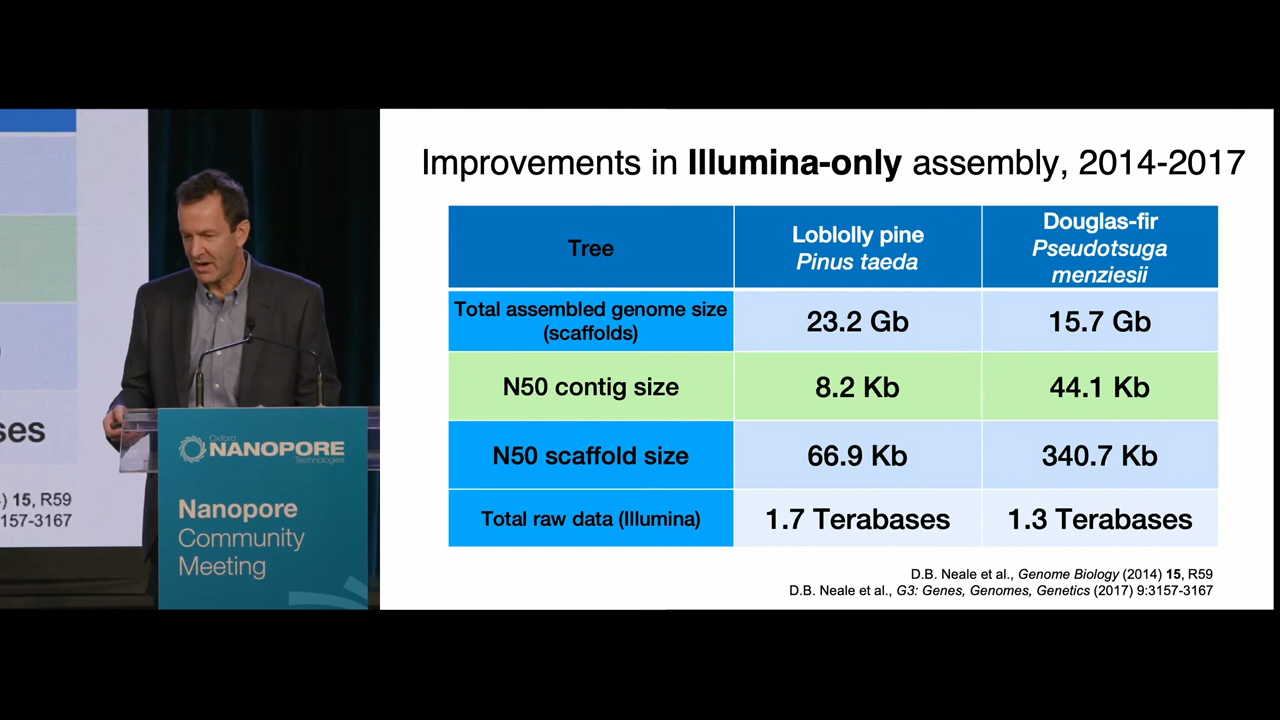 Improvements in Illumina-only assembly, 2014-2017
Tree
Loblolly pine
Pinus taeda
Douglas-fir
Pseudotsuga
menziesii
Total assembled genome size
(scaffolds)
23.2 Gb
15.7 Gb
N50 contig size
8.2 Kb
44.1 Kb
N50 scaffold size
66.9 Kb
340.7 Kb
Total raw data (Illumina)
1.7 Terabases
1.3 Terabases
D.B. Neale et al., Genome Biology (2014) 15, R59
D.B. Neale et al., G3: Genes, Genomes, Genetics (2017) 9:3157-3167
ses
) 15, R59
3157-3167
Oxford
NANOPORE
Technologies
Nanopore
Community
Meeting